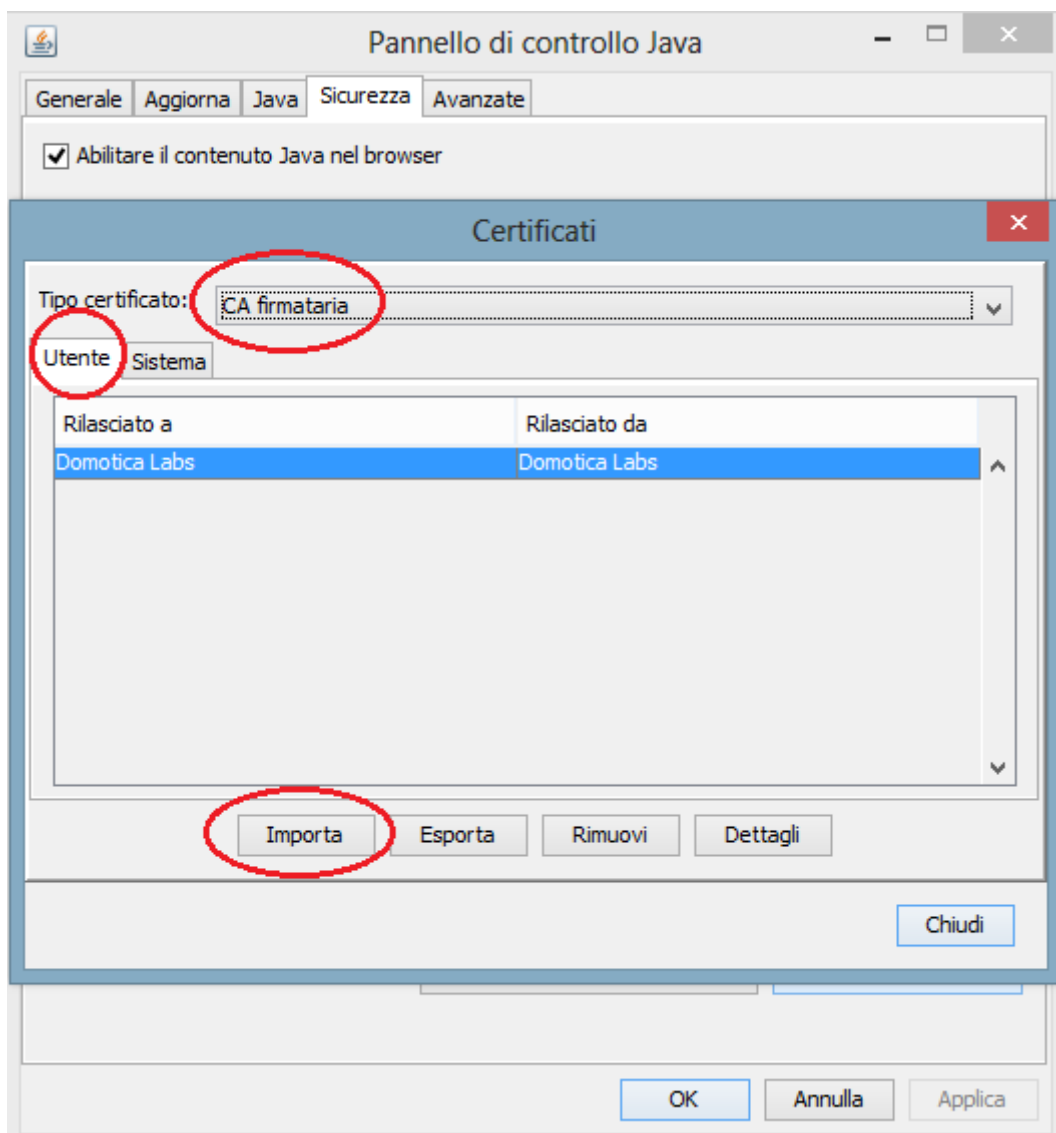 Pannello di controllo Java
Generale Aggiorna Java Sicurezza Avanzate
Abilitare il contenuto Java nel browser
Certificati
Tipo certificato: CA firmataria
Utente Sistema
Rilasciato a Rilasciato da
Domotica Labs Domotica Labs
Importa Esporta Rimuovi Dettagli
Chiudi
OK Annulla Applica